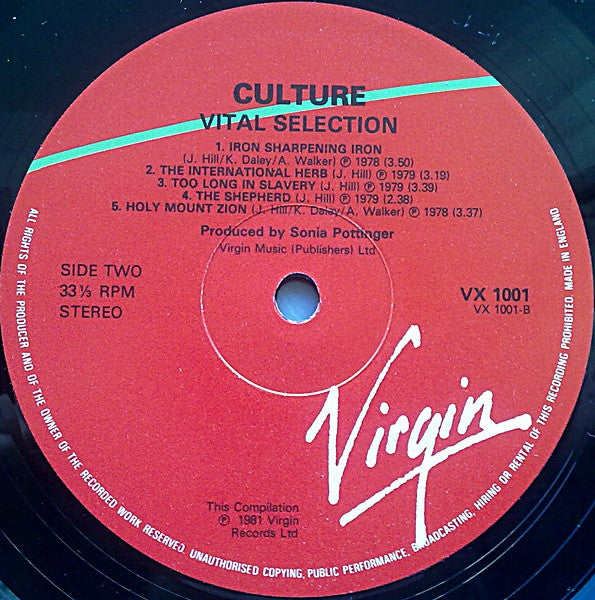 CULTURE
VITAL SELECTION
1. IRON SHARPENING IRON
(J. Hill/K. Daley/A. Walker) ℗ 1978 (3.50)
2. THE INTERNATIONAL HERB (J. Hill) ℗ 1979 (3.19)
3. TOO LONG IN SLAVERY (J. Hill) ℗ 1979 (3.39)
4. THE SHEPHERD (J. Hill) ℗ 1979 (2.38)
5. HOLY MOUNT ZION (J. Hill/K. Daley/A. Walker) ℗ 1978 (3.37)
Produced by Sonia Pottinger
Virgin Music (Publishers) Ltd
SIDE TWO
33⅓ RPM
STEREO
VX 1001
VX 1001-B
Virgin
This Compilation
℗ 1981 Virgin
Records Ltd
ALL RIGHTS OF THE PRODUCER AND OF THE OWNER OF THE RECORDED WORK RESERVED. UNAUTHORISED COPYING, PUBLIC PERFORMANCE, BROADCASTING, HIRING OR RENTAL OF THIS RECORDING PROHIBITED. MADE IN ENGLAND